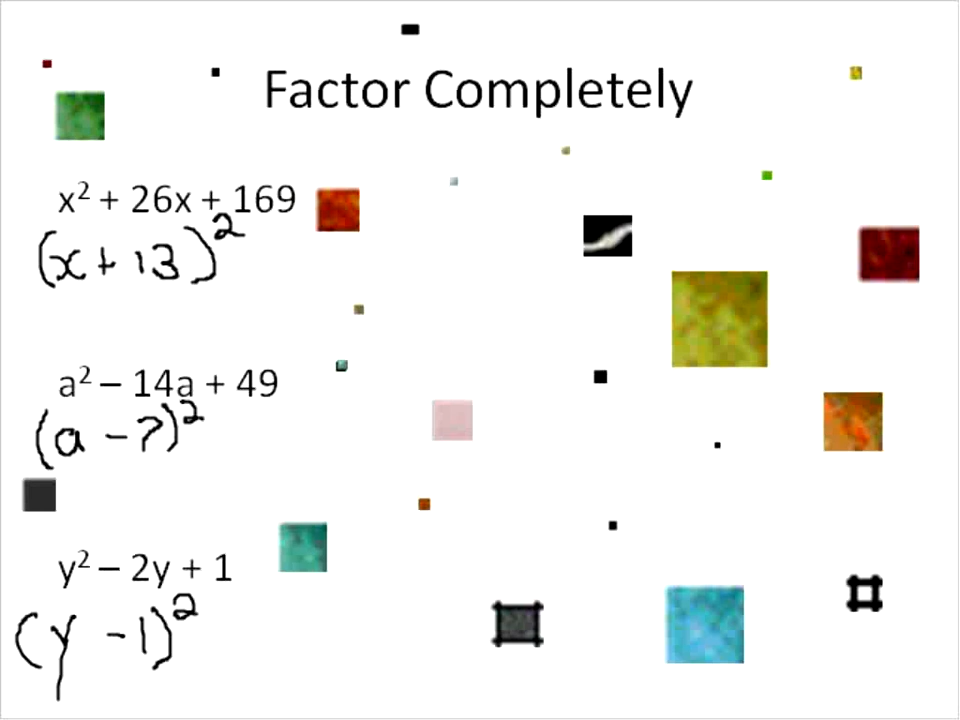 Factor Completely
x² + 26x + 169
(x + 13)²
a² – 14a + 49
(a - 7)²
y² – 2y + 1
(y - 1)²